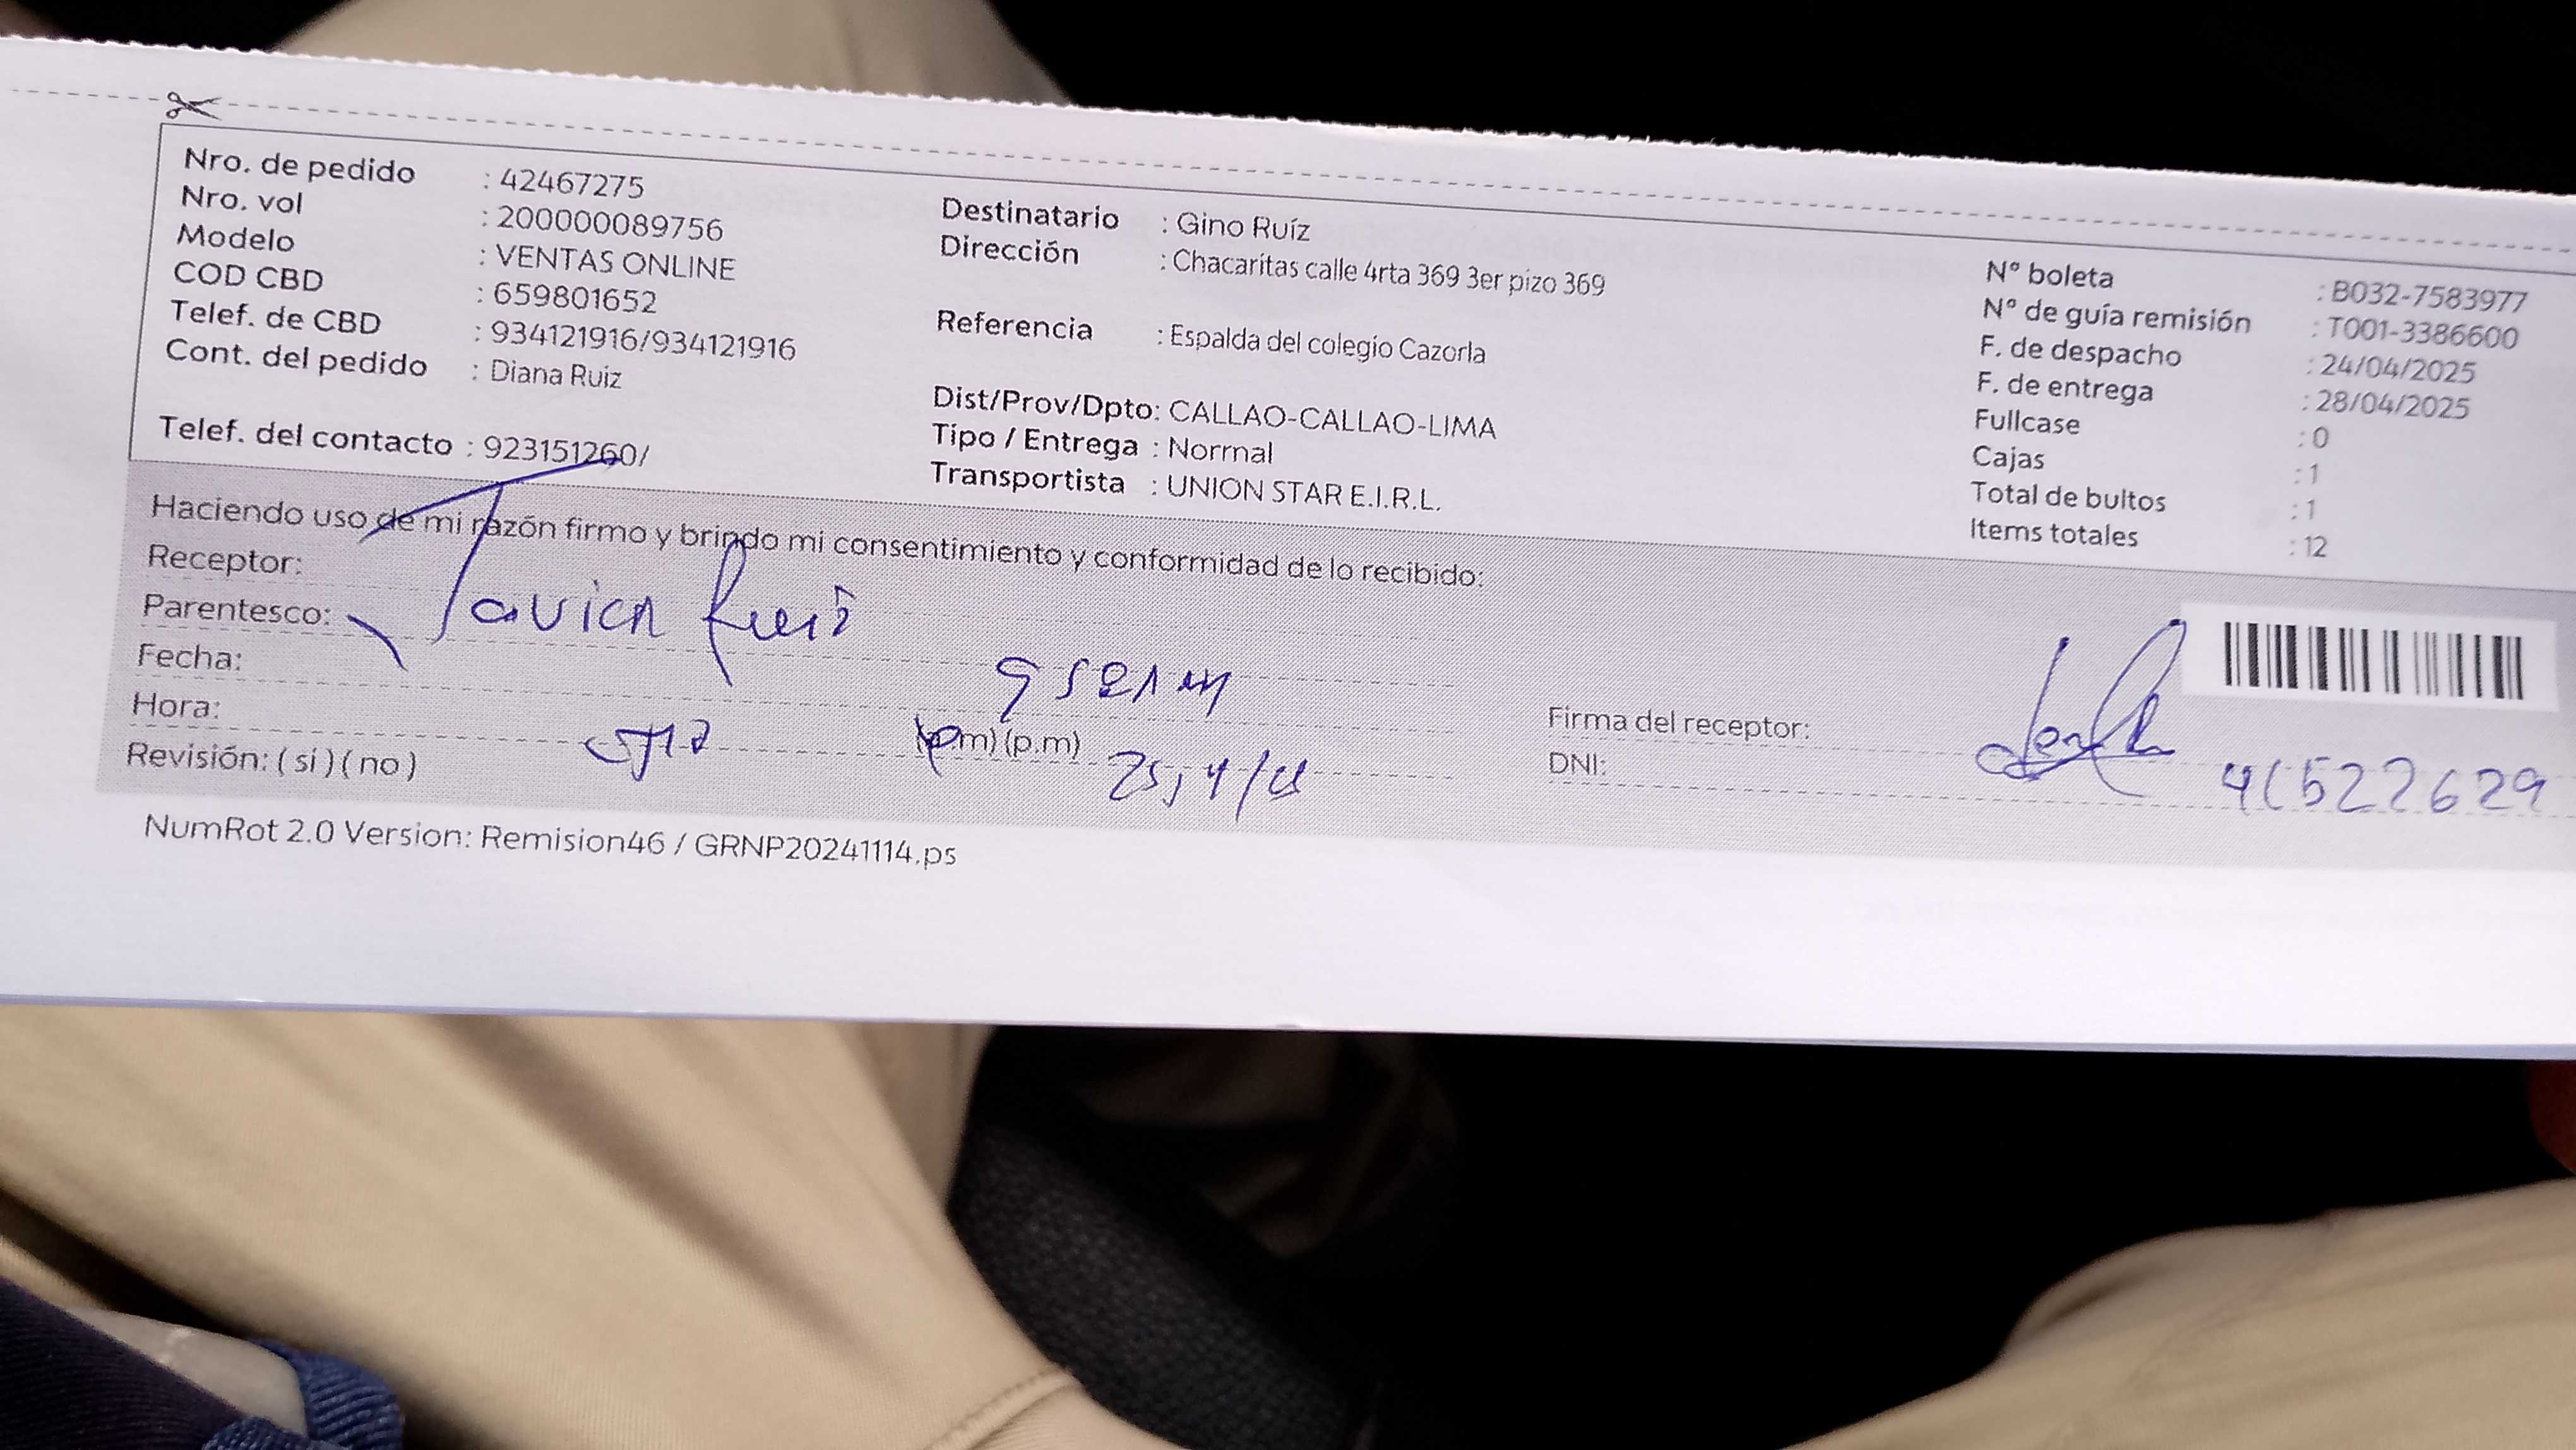 Nro. de pedido : 42467275
Nro. vol : 200000089756
Modelo : VENTAS ONLINE
COD CBD : 659801652
Telef. de CBD : 934121916/934121916
Cont. del pedido : Diana Ruiz
Telef. del contacto : 923151260/
Destinatario : Gino Ruíz
Dirección : Chacaritas calle 4rta 369 3er pizo 369
Referencia : Espalda del colegio Cazorla
Dist/Prov/Dpto: CALLAO-CALLAO-LIMA
Tipo / Entrega : Normal
Transportista : UNION STAR E.I.R.L.
N° boleta : B032-7583977
N° de guía remisión : T001-3386600
F. de despacho : 24/04/2025
F. de entrega : 28/04/2025
Fullcase : 0
Cajas : 1
Total de bultos : 1
Items totales : 12
Haciendo uso de mi razón firmo y brindo mi consentimiento y conformidad de lo recibido:
Receptor:
Parentesco: Javier Ruiz
Fecha:
Hora: (a.m) (p.m)
Revisión: ( si ) ( no )
Firma del receptor:
DNI:
NumRot 2.0 Version: Remision46 / GRNP20241114.ps